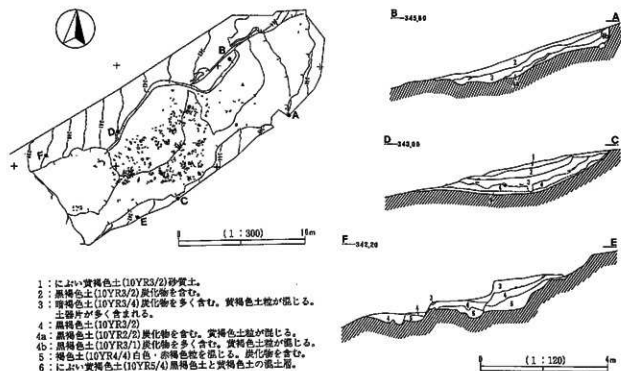 B 345,60 A
D 343,60 C
F 342,20 E
B
A
D
F
C
E
0 (1:300) 10m
1：にぶい黄褐色土(10YR3/2)砂質土。
2：黒褐色土(10YR3/2)炭化物を含む。
3：暗褐色土(10YR3/4)炭化物を多く含む。黄褐色土粒が混じる。
土器片が多く含まれる。
4：黒褐色土(10YR3/2)
4a：黒褐色土(10YR2/2)炭化物を含む。黄褐色土粒が混じる。
4b：黒褐色土(10YR3/1)炭化物を多く含む。黄褐色土粒が混じる。
5：褐色土(10YR4/4)白色・赤褐色粒を混じる。炭化物を含む。
6：にぶい黄褐色土(10YR5/4)黒褐色土と黄褐色土の混土層。
0 (1:120) 4m